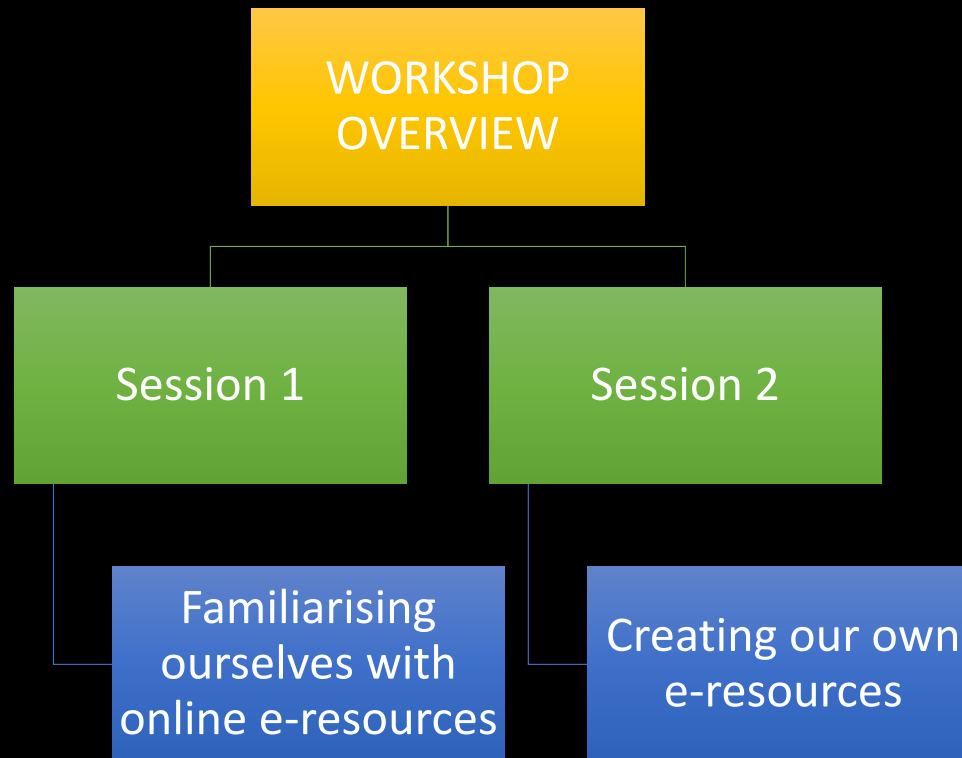 WORKSHOP
OVERVIEW
Session 1
Session 2
Familiarising
ourselves with
online e-resources
Creating our own
e-resources